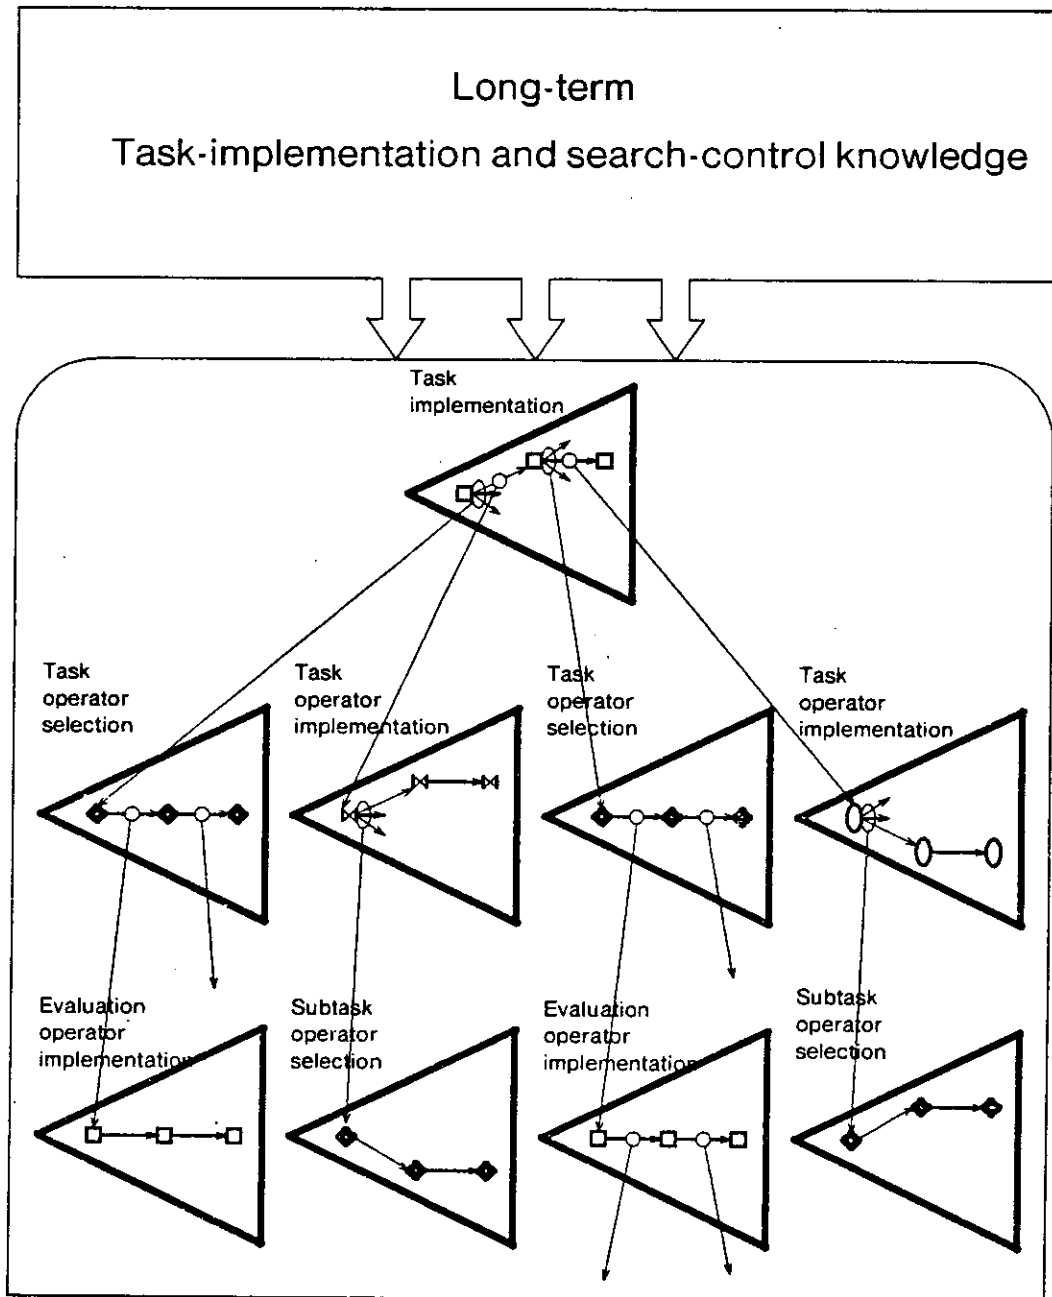 Long-term
Task-implementation and search-control knowledge
Task
implementation
Task
operator
selection
Task
operator
implementation
Task
operator
selection
Task
operator
implementation
Evaluation
operator
implementation
Subtask
operator
selection
Evaluation
operator
implementation
Subtask
operator
selection